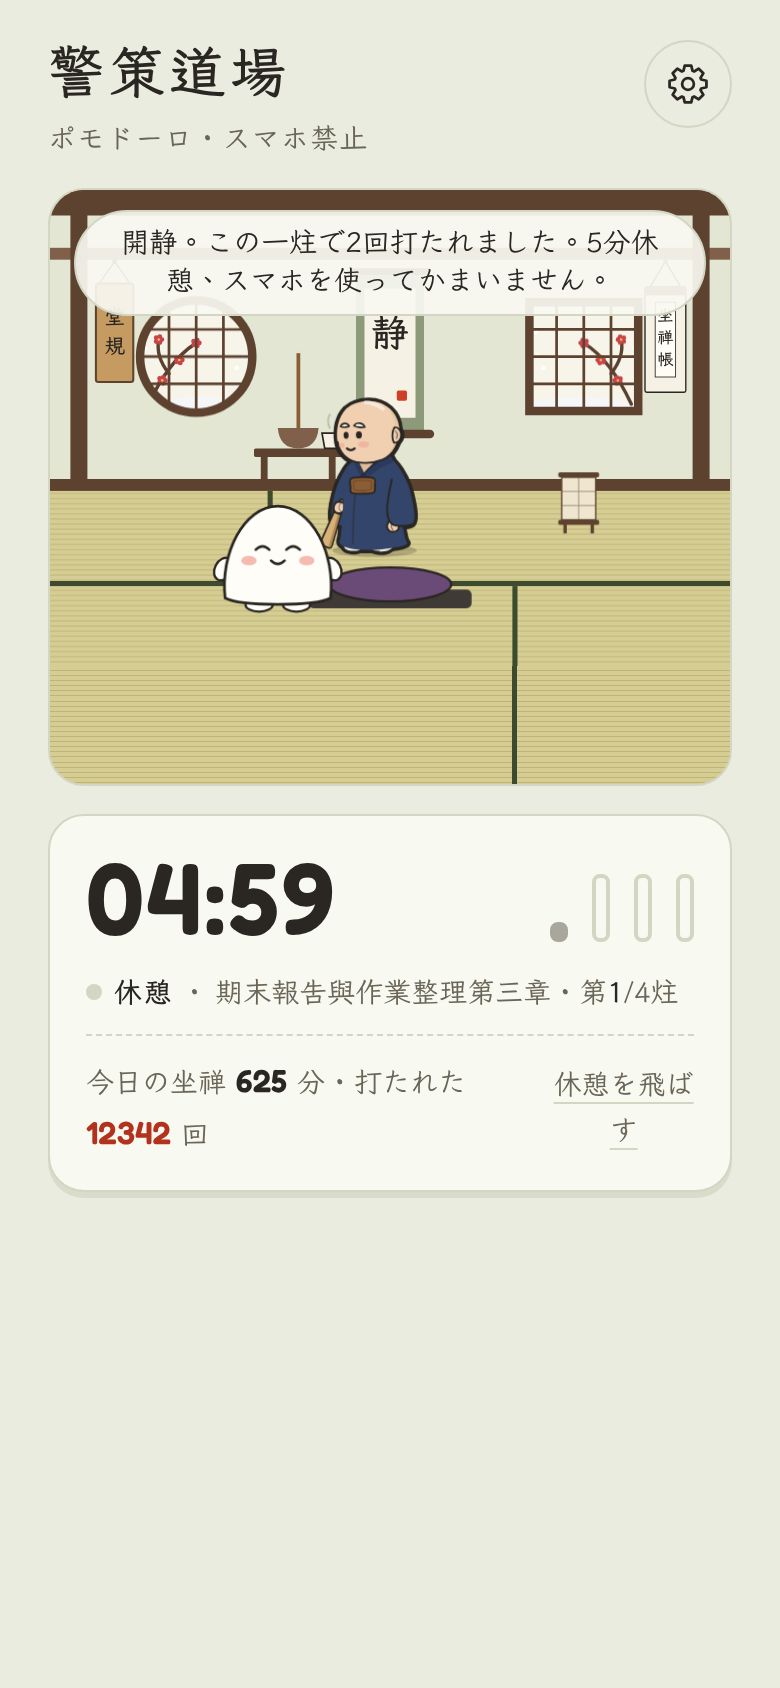 警策道場
ポモドーロ・スマホ禁止
開静。この一炷で2回打たれました。5分休
憩、スマホを使ってかまいません。
堂規
静
坐禅帳
04:59
休憩 ・ 期末報告與作業整理第三章・第1/4炷
今日の坐禅 625 分・打たれた
12342 回
休憩を飛ば
す